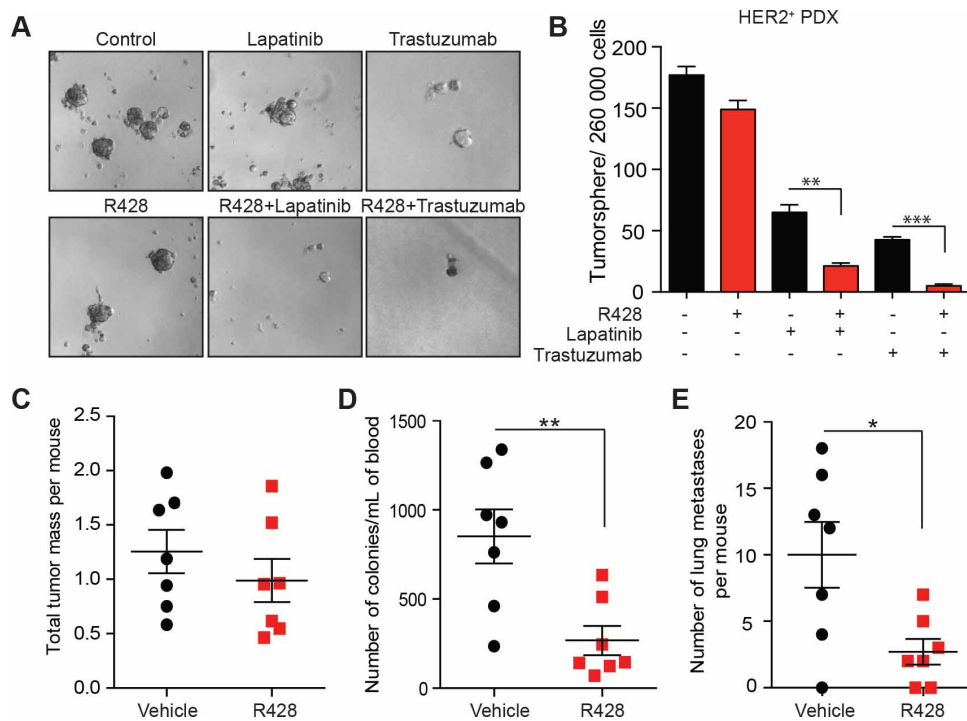 A
Control
Lapatinib
Trastuzumab
R428
R428+Lapatinib
R428+Trastuzumab
B
HER2⁺ PDX
Tumorsphere/ 260 000 cells
200
150
100
50
0
**
***
R428 - + - + - +
Lapatinib - - + + - -
Trastuzumab - - - - + +
C
Total tumor mass per mouse
2.5
2.0
1.5
1.0
0.5
0.0
Vehicle R428
D
Number of colonies/mL of blood
1500
1000
500
0
**
Vehicle R428
E
Number of lung metastases
per mouse
20
15
10
5
0
*
Vehicle R428